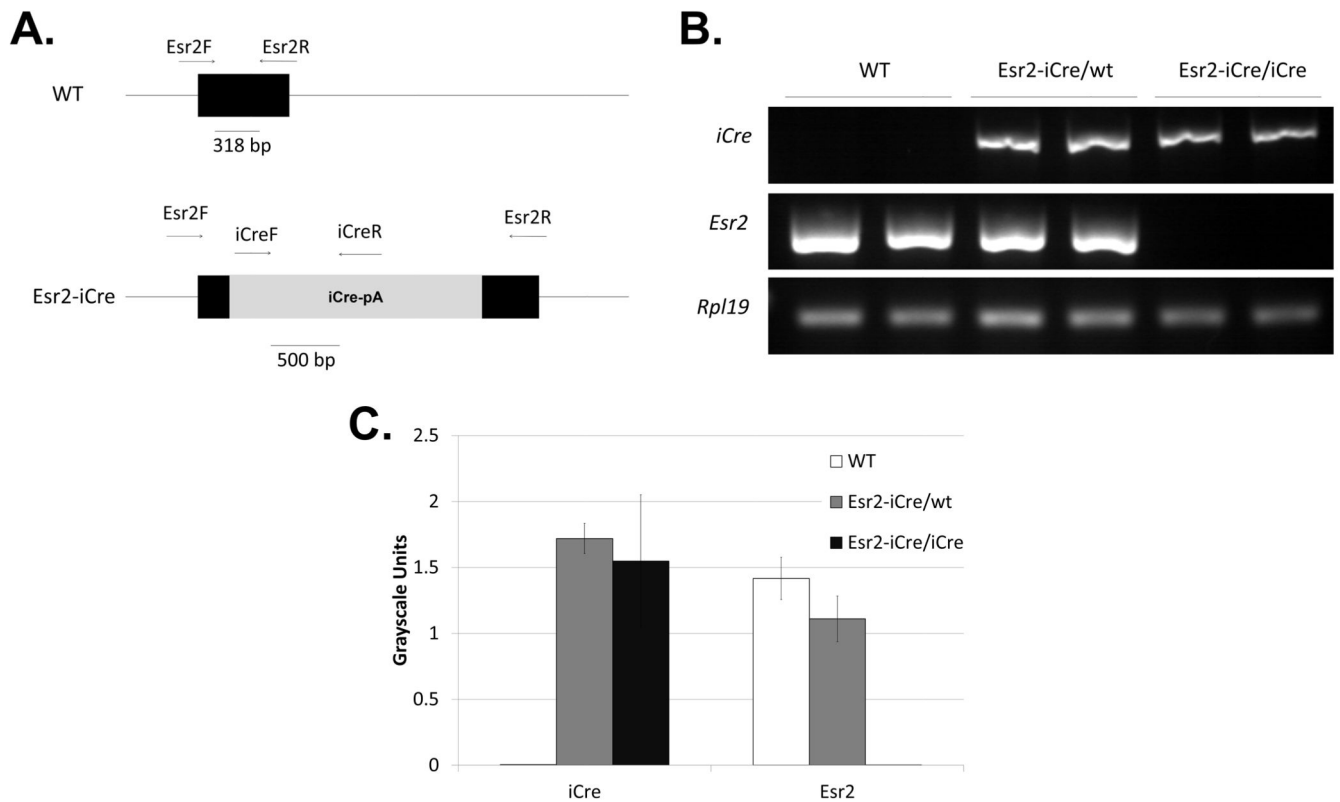 A.
Esr2F
Esr2R
WT
318 bp
Esr2F
iCreF
iCreR
Esr2R
Esr2-iCre
iCre-pA
500 bp
B.
WT
Esr2-iCre/wt
Esr2-iCre/iCre
iCre
Esr2
Rpl19
C.
Grayscale Units
2.5
2
1.5
1
0.5
0
iCre
Esr2
WT
Esr2-iCre/wt
Esr2-iCre/iCre